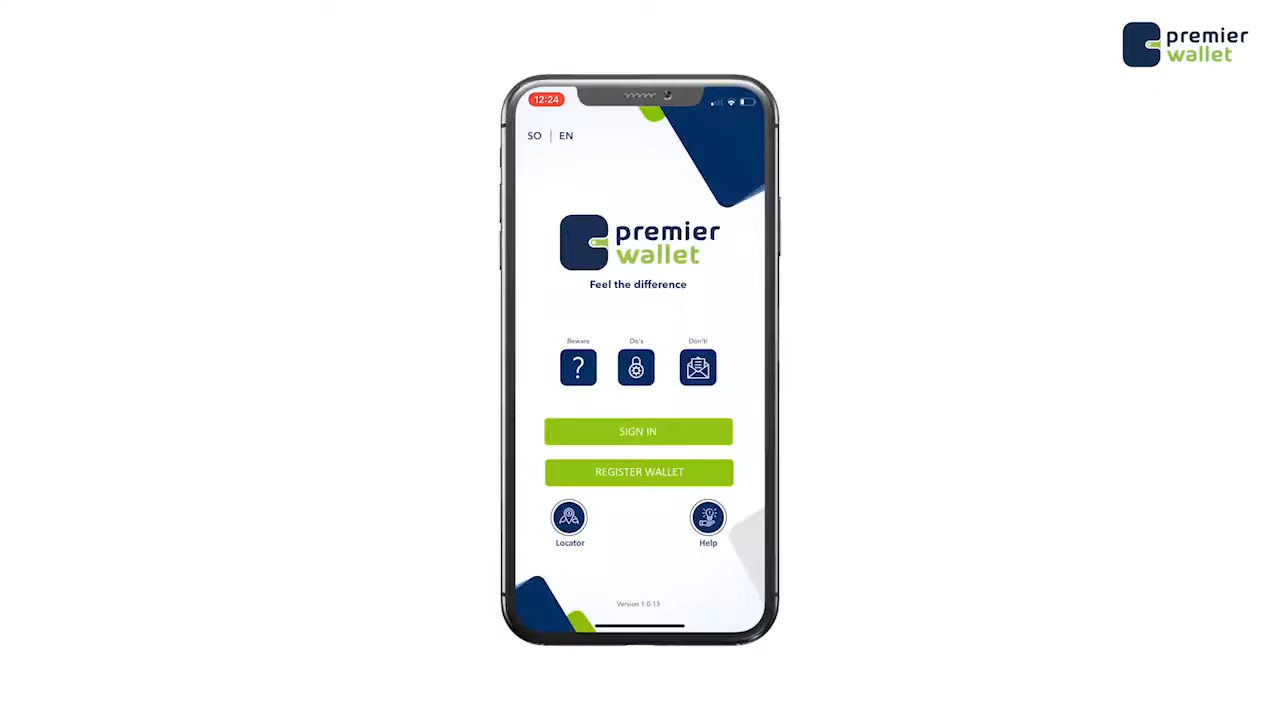 premier
wallet
12:24
SO | EN
premier
wallet
Feel the difference
Beware
Do's
Don't!
SIGN IN
REGISTER WALLET
Locator
Help
Version 1.0.13